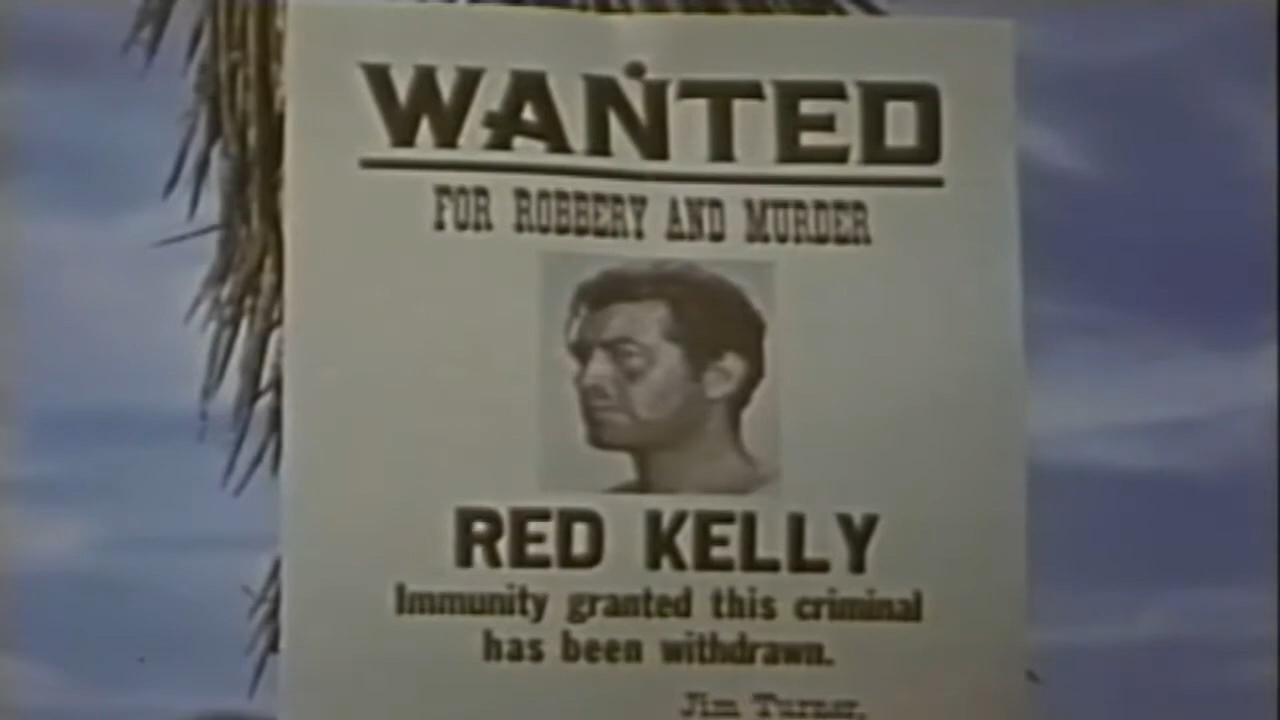 WANTED
FOR ROBBERY AND MURDER
RED KELLY
Immunity granted this criminal
has been withdrawn.
Jim Turner,